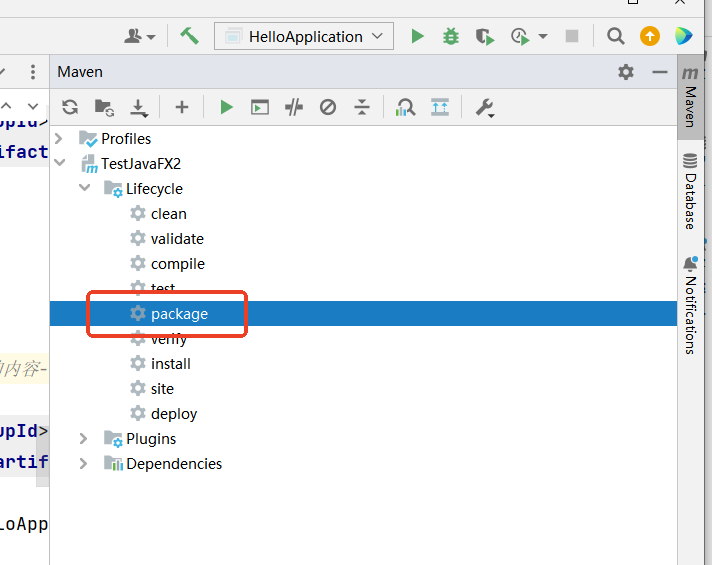 HelloApplication
Maven
upId>
ifact
Profiles
TestJavaFX2
Lifecycle
clean
validate
compile
test
package
verify
install
site
deploy
Plugins
Dependencies
内容-
upId>
artif
loApp
Maven
Database
Notifications